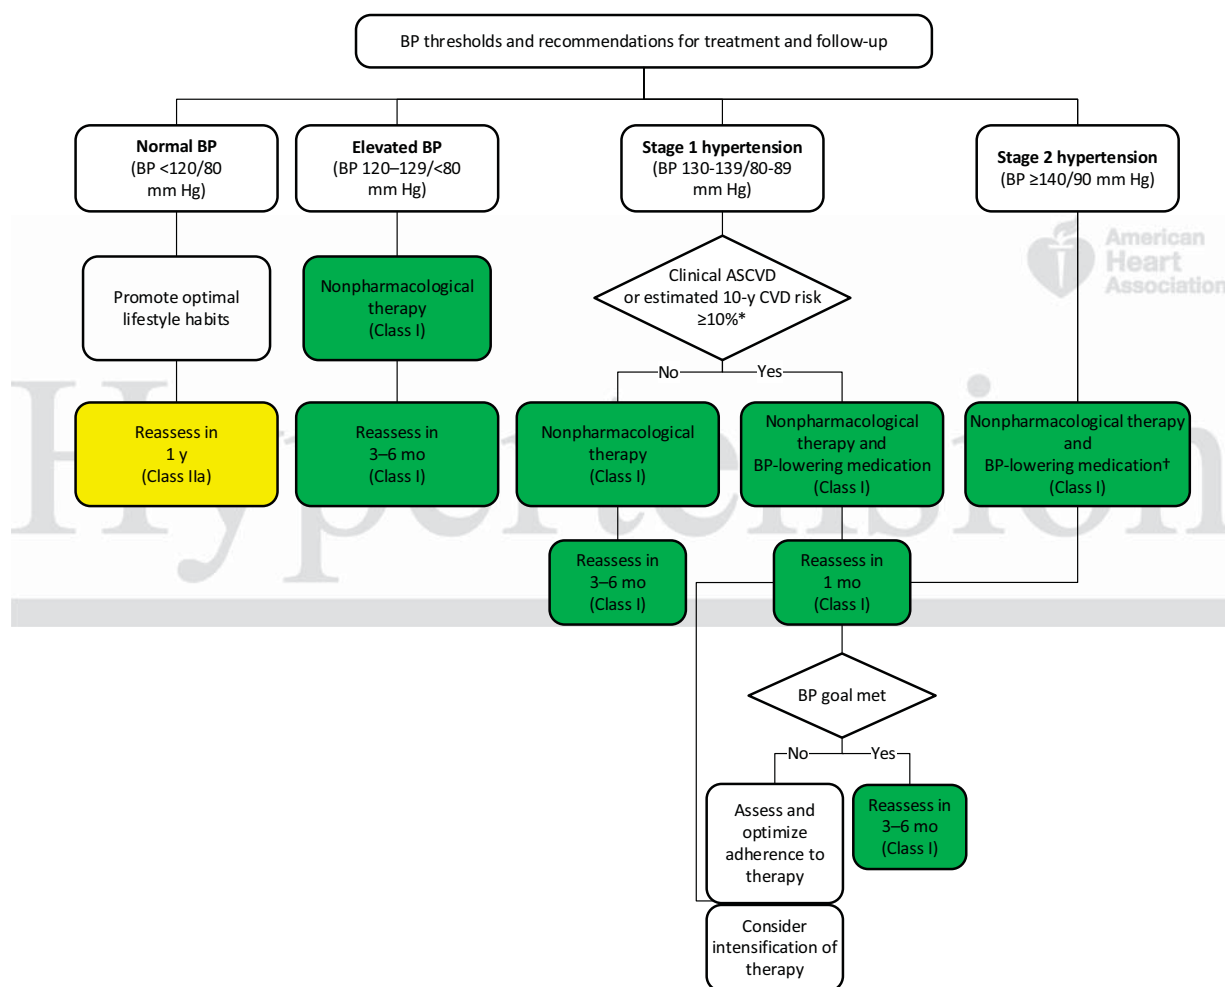 BP thresholds and recommendations for treatment and follow-up
Normal BP
(BP <120/80
mm Hg)
Elevated BP
(BP 120–129/<80
mm Hg)
Stage 1 hypertension
(BP 130-139/80-89
mm Hg)
Stage 2 hypertension
(BP ≥140/90 mm Hg)
American
Heart
Association
Promote optimal
lifestyle habits
Nonpharmacological
therapy
(Class I)
Clinical ASCVD
or estimated 10-y CVD risk
≥10%*
No
Yes
Reassess in
1 y
(Class IIa)
Reassess in
3–6 mo
(Class I)
Nonpharmacological
therapy
(Class I)
Nonpharmacological
therapy and
BP-lowering medication
(Class I)
Nonpharmacological therapy
and
BP-lowering medication†
(Class I)
Hypertension
Reassess in
3–6 mo
(Class I)
Reassess in
1 mo
(Class I)
BP goal met
No
Yes
Assess and
optimize
adherence to
therapy
Reassess in
3–6 mo
(Class I)
Consider
intensification of
therapy